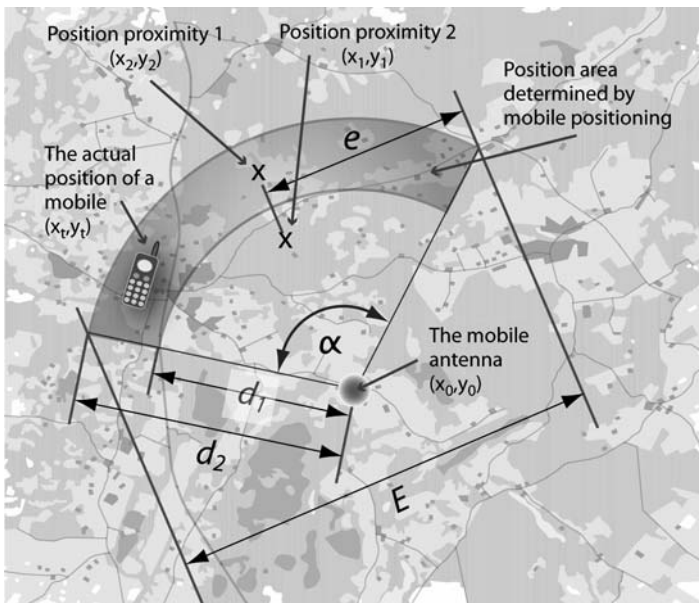 Position proximity 1
(x₂,y₂)
Position proximity 2
(x₁,y₁)
Position area
determined by
mobile positioning
The actual
position of a
mobile
(xₜ,yₜ)
e
x
x
α
The mobile
antenna
(x₀,y₀)
d₁
d₂
E